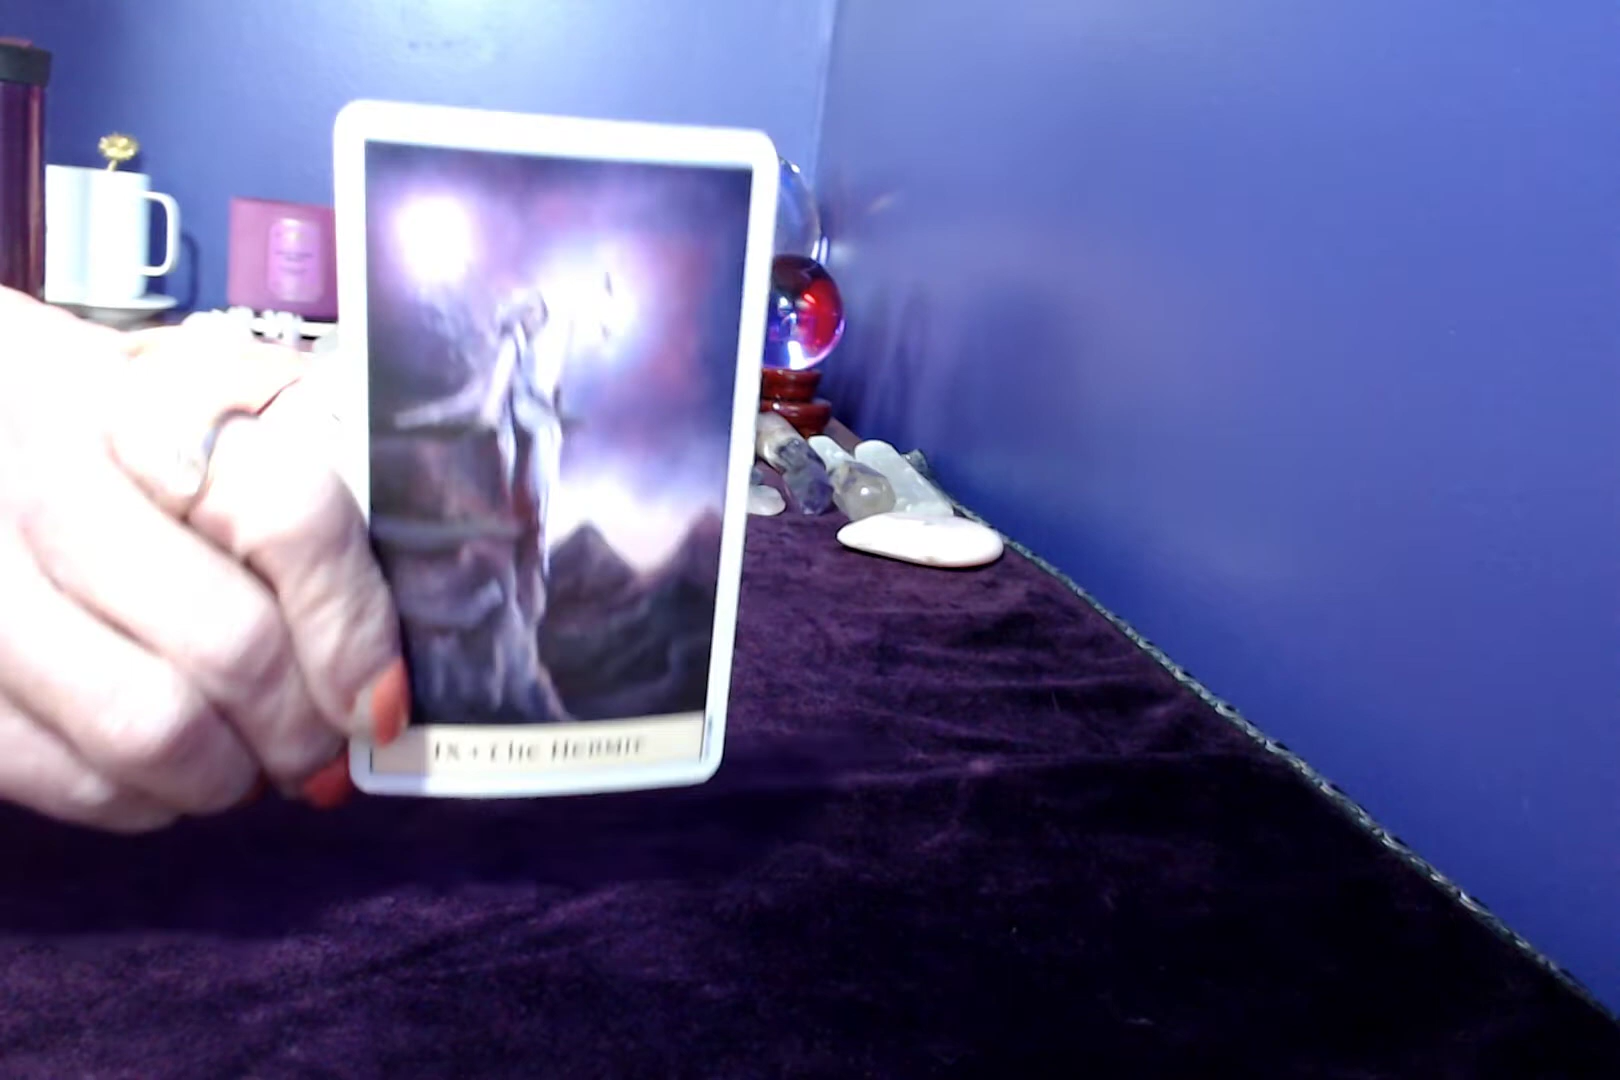 IX • The Hermit